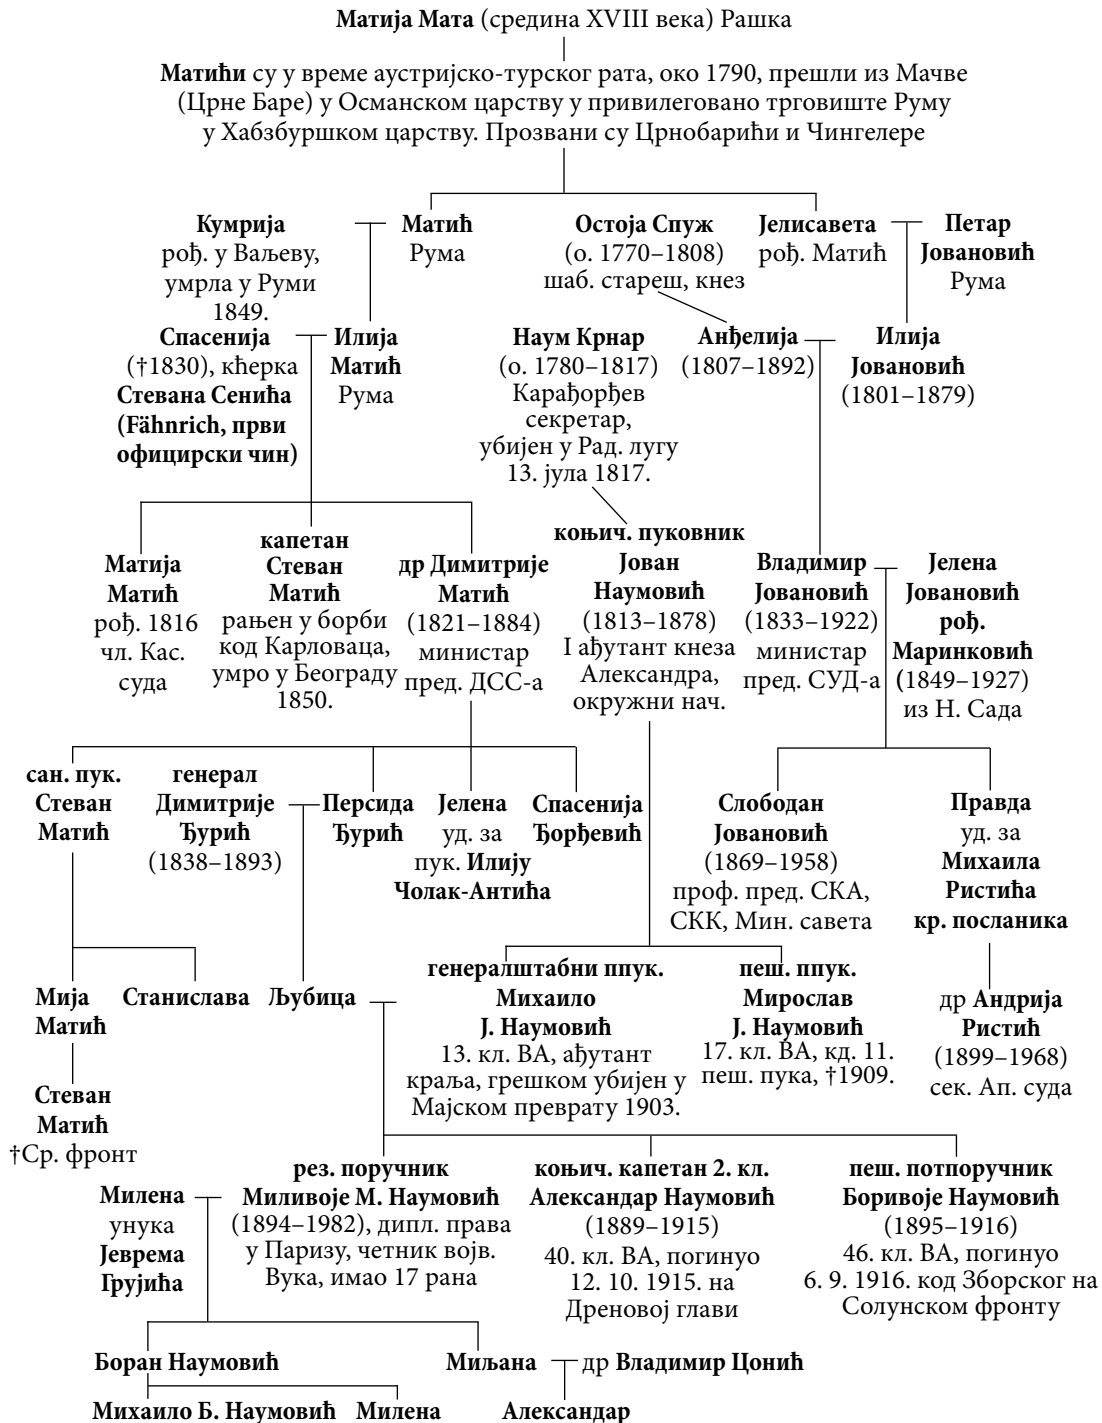 Матија Мата (средина XVIII века) Рашка
Матићи су у време аустријско-турског рата, око 1790, прешли из Мачве
(Црне Баре) у Османском царству у привилеговано трговиште Руму
у Хабзбуршком царству. Прозвани су Црнобарићи и Чингелере
Кумрија
рођ. у Ваљеву,
умрла у Руми
1849.
Матић
Рума
Остоја Спуж
(о. 1770–1808)
шаб. стареш, кнез
Јелисавета
рођ. Матић
Петар
Јовановић
Рума
Спасенија
(†1830), кћерка
Стевана Сенића
(Fähnrich, први
официрски чин)
Илија
Матић
Рума
Наум Крнар
(о. 1780–1817)
Карађорђев
секретар,
убијен у Рад. лугу
13. јула 1817.
Анђелија
(1807–1892)
Илија
Јовановић
(1801–1879)
Матија
Матић
рођ. 1816
чл. Кас.
суда
капетан
Стеван
Матић
рањен у борби
код Карловаца,
умро у Београду
1850.
др Димитрије
Матић
(1821–1884)
министар
пред. ДСС-а
коњич. пуковник
Јован
Наумовић
(1813–1878)
I ађутант кнеза
Александра,
окружни нач.
Владимир
Јовановић
(1833–1922)
министар
пред. СУД-а
Јелена
Јовановић
рођ.
Маринковић
(1849–1927)
из Н. Сада
сан. пук.
Стеван
Матић
генерал
Димитрије
Ђурић
(1838–1893)
Персида
Ђурић
Јелена
уд. за
пук. Илију
Чолак-Антића
Спасенија
Ђорђевић
Слободан
Јовановић
(1869–1958)
проф. пред. СКА,
СКК, Мин. савета
Правда
уд. за
Михаила
Ристића
кр. посланика
Мија
Матић
Станислава
Љубица
генералштабни ппук.
Михаило
Ј. Наумовић
13. кл. ВА, ађутант
краља, грешком убијен у
Мајском преврату 1903.
пеш. ппук.
Мирослав
Ј. Наумовић
17. кл. ВА, кд. 11.
пеш. пука, †1909.
др Андрија
Ристић
(1899–1968)
сек. Ап. суда
Стеван
Матић
†Ср. фронт
Милена
унука
Јеврема
Грујића
рез. поручник
Миливоје М. Наумовић
(1894–1982), дипл. права
у Паризу, четник војв.
Вука, имао 17 рана
коњич. капетан 2. кл.
Александар Наумовић
(1889–1915)
40. кл. ВА, погинуо
12. 10. 1915. на
Дреновој глави
пеш. потпоручник
Боривоје Наумовић
(1895–1916)
46. кл. ВА, погинуо
6. 9. 1916. код Зборског на
Солунском фронту
Боран Наумовић
Миљана
др Владимир Цонић
Михаило Б. Наумовић
Милена
Александар